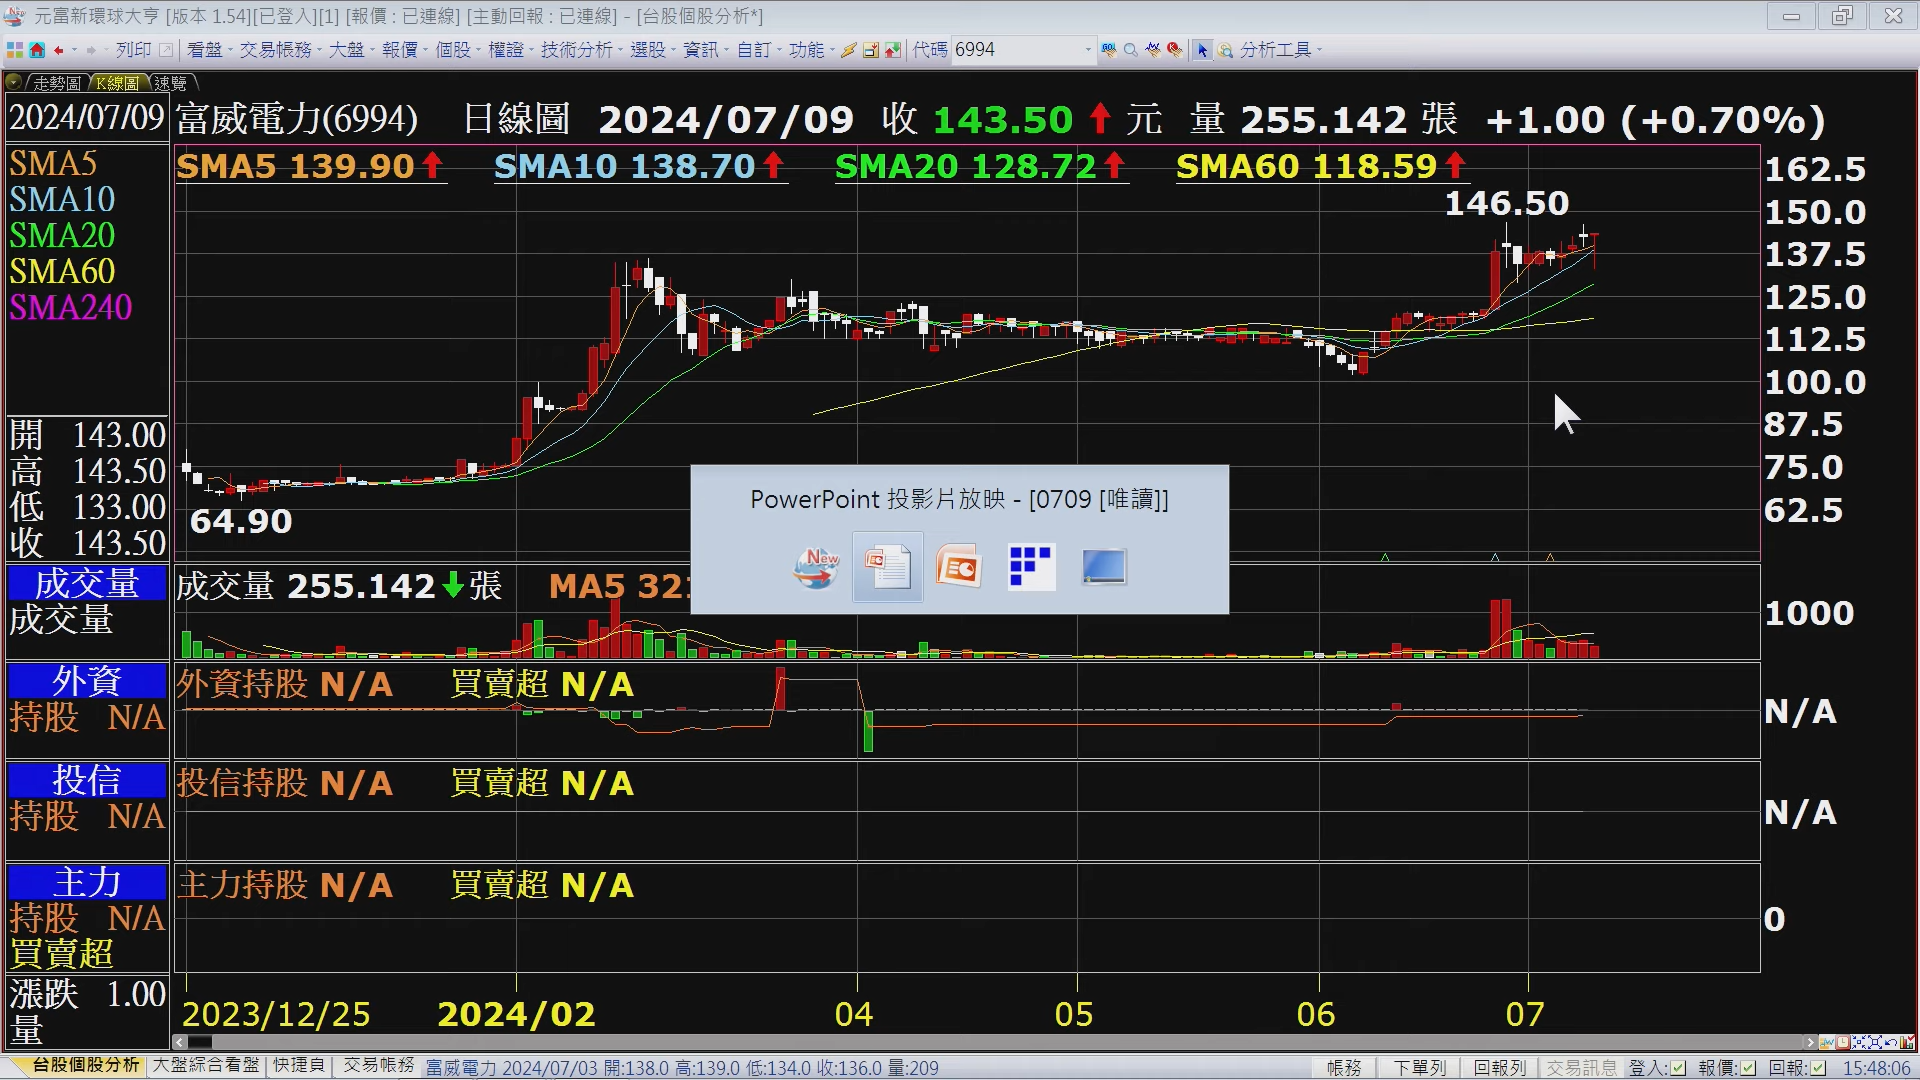 元富新環球大亨 [版本 1.54][已登入][1] [報價 : 已連線] [主動回報 : 已連線] - [台股個股分析*]
列印 看盤 交易帳務 大盤 報價 個股 權證 技術分析 選股 資訊 自訂 功能 代碼 6994 分析工具
走勢圖 K線圖 速覽
2024/07/09 富威電力(6994) 日線圖 2024/07/09 收 143.50 元 量 255.142 張 +1.00 (+0.70%)
SMA5
SMA10
SMA20
SMA60
SMA240
SMA5 139.90 SMA10 138.70 SMA20 128.72 SMA60 118.59
146.50
64.90
162.5
150.0
137.5
125.0
112.5
100.0
87.5
75.0
62.5
開 143.00
高 143.50
低 133.00
收 143.50
PowerPoint 投影片放映 - [0709 [唯讀]]
New
成交量
成交量
成交量 255.142 張 MA5 321
1000
外資
持股 N/A
外資持股 N/A 買賣超 N/A
N/A
投信
持股 N/A
投信持股 N/A 買賣超 N/A
N/A
主力
持股 N/A
買賣超
主力持股 N/A 買賣超 N/A
0
漲跌 1.00
量
2023/12/25 2024/02 04 05 06 07
台股個股分析 大盤綜合看盤 快捷頁 交易帳務 富威電力 2024/07/03 開:138.0 高:139.0 低:134.0 收:136.0 量:209 帳務 下單列 回報列 交易訊息 登入: 報價: 回報: 15:48:06